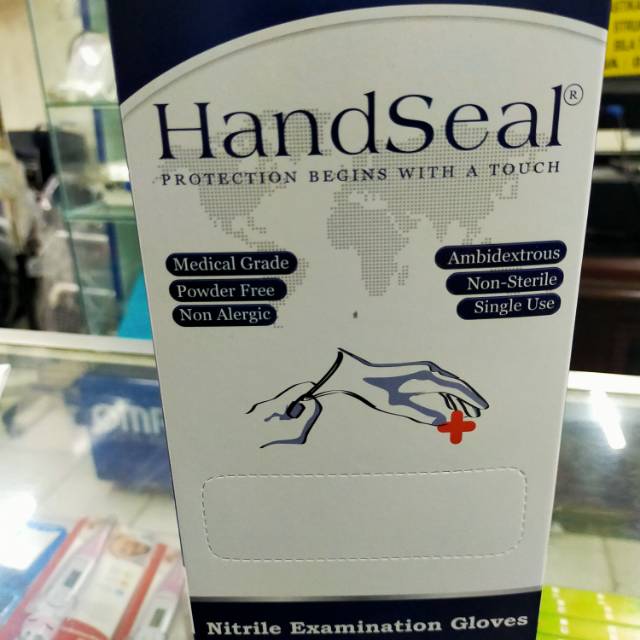 HandSeal®
PROTECTION BEGINS WITH A TOUCH
Medical Grade
Powder Free
Non Alergic
Ambidextrous
Non-Sterile
Single Use
Nitrile Examination Gloves